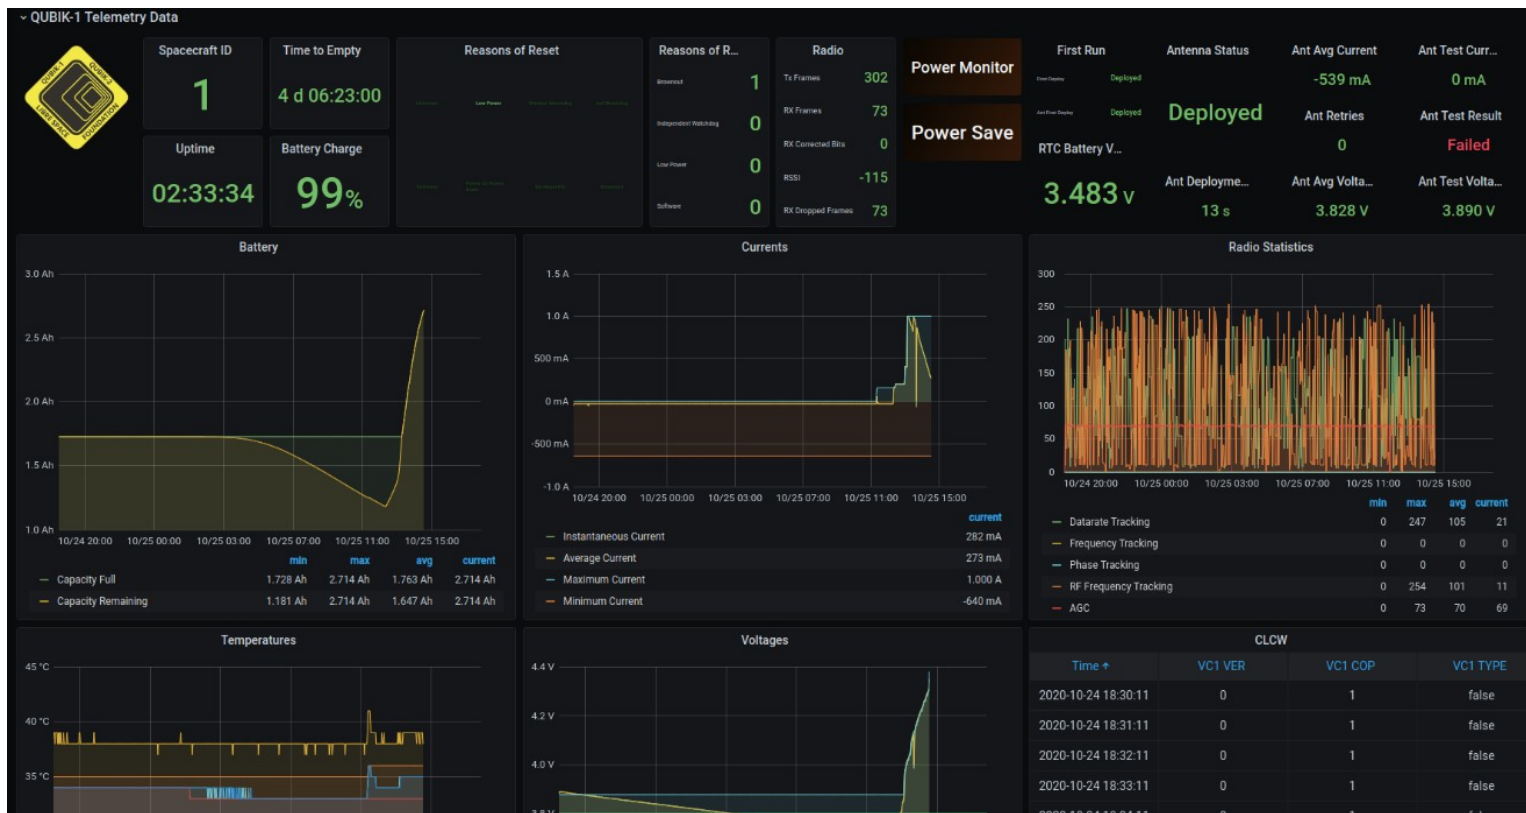 QUBIK-1 Telemetry Data
QUBIK-1
QUBIK-2
LIBRE SPACE
FOUNDATION
Spacecraft ID
1
Time to Empty
4 d 06:23:00
Uptime
02:33:34
Battery Charge
99%
Reasons of Reset
Low Power
Reasons of R...
Brownout 1
Independent Watchdog 0
Low Power 0
Software 0
Radio
Tx Frames 302
RX Frames 73
RX Corrected Bits 0
RSSI -115
RX Dropped Frames 73
Power Monitor
Power Save
First Run
Deployed
Deployed
RTC Battery V...
3.483 V
Antenna Status
Deployed
Ant Deployme...
13 s
Ant Avg Current
-539 mA
Ant Retries
0
Ant Avg Volta...
3.828 V
Ant Test Curr...
0 mA
Ant Test Result
Failed
Ant Test Volta...
3.890 V
Battery
3.0 Ah
2.5 Ah
2.0 Ah
1.5 Ah
1.0 Ah
10/24 20:00 10/25 00:00 10/25 03:00 10/25 07:00 10/25 11:00 10/25 15:00
min max avg current
Capacity Full 1.728 Ah 2.714 Ah 1.763 Ah 2.714 Ah
Capacity Remaining 1.181 Ah 2.714 Ah 1.647 Ah 2.714 Ah
Currents
1.5 A
1.0 A
500 mA
0 mA
-500 mA
-1.0 A
10/24 20:00 10/25 00:00 10/25 03:00 10/25 07:00 10/25 11:00 10/25 15:00
current
Instantaneous Current 282 mA
Average Current 273 mA
Maximum Current 1.000 A
Minimum Current -640 mA
Radio Statistics
300
250
200
150
100
50
0
10/24 20:00 10/25 00:00 10/25 03:00 10/25 07:00 10/25 11:00 10/25 15:00
min max avg current
Datarate Tracking 0 247 105 21
Frequency Tracking 0 0 0 0
Phase Tracking 0 0 0 0
RF Frequency Tracking 0 254 101 11
AGC 0 73 70 69
Temperatures
45 °C
40 °C
35 °C
Voltages
4.4 V
4.2 V
4.0 V
3.8 V
CLCW
Time ↑ VC1 VER VC1 COP VC1 TYPE
2020-10-24 18:30:11 0 1 false
2020-10-24 18:31:11 0 1 false
2020-10-24 18:32:11 0 1 false
2020-10-24 18:33:11 0 1 false